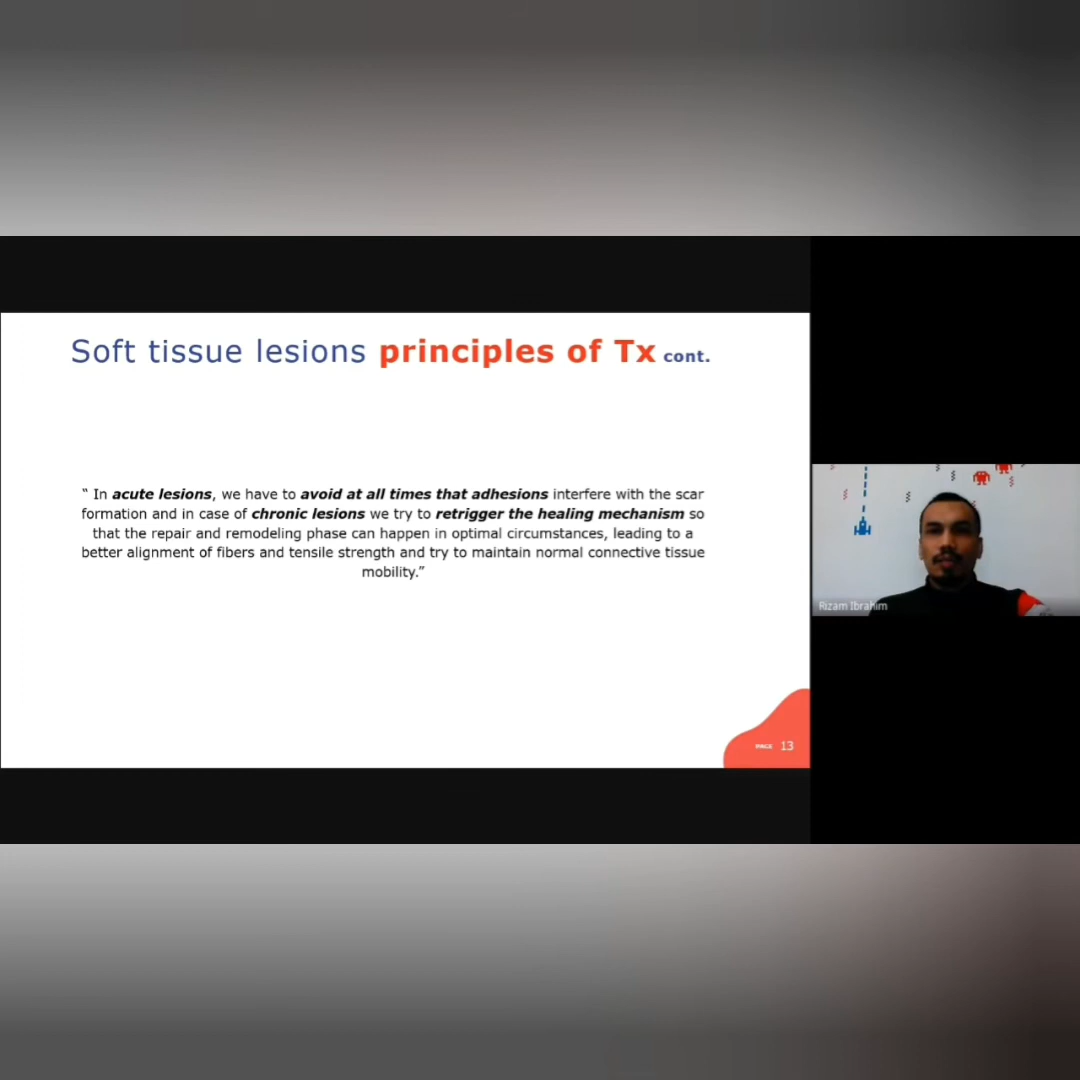 Soft tissue lesions principles of Tx cont.
“ In acute lesions, we have to avoid at all times that adhesions interfere with the scar
formation and in case of chronic lesions we try to retrigger the healing mechanism so
that the repair and remodeling phase can happen in optimal circumstances, leading to a
better alignment of fibers and tensile strength and try to maintain normal connective tissue
mobility.”
Rizam Ibrahim
PAGE 13